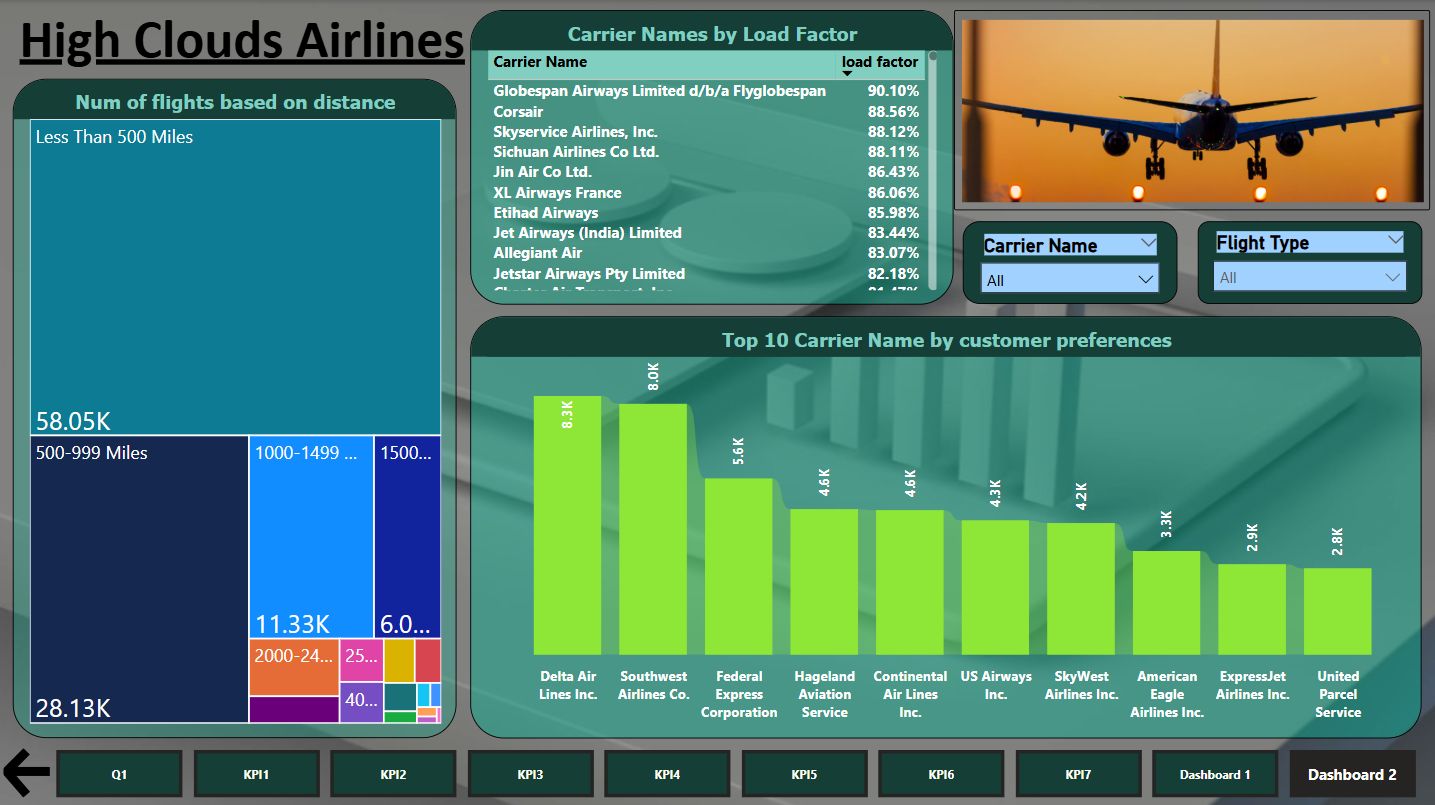 High Clouds Airlines
Num of flights based on distance
Less Than 500 Miles
58.05K
500-999 Miles
28.13K
1000-1499 ...
11.33K
1500...
6.0...
2000-24...
25...
40...
Carrier Names by Load Factor
Carrier Name load factor
Globespan Airways Limited d/b/a Flyglobespan 90.10%
Corsair 88.56%
Skyservice Airlines, Inc. 88.12%
Sichuan Airlines Co Ltd. 88.11%
Jin Air Co Ltd. 86.43%
XL Airways France 86.06%
Etihad Airways 85.98%
Jet Airways (India) Limited 83.44%
Allegiant Air 83.07%
Jetstar Airways Pty Limited 82.18%
Carrier Name
All
Flight Type
All
Top 10 Carrier Name by customer preferences
8.3K
8.0K
5.6K
4.6K
4.6K
4.3K
4.2K
3.3K
2.9K
2.8K
Delta Air
Lines Inc.
Southwest
Airlines Co.
Federal
Express
Corporation
Hageland
Aviation
Service
Continental
Air Lines
Inc.
US Airways
Inc.
SkyWest
Airlines Inc.
American
Eagle
Airlines Inc.
ExpressJet
Airlines Inc.
United
Parcel
Service
Q1
KPI1
KPI2
KPI3
KPI4
KPI5
KPI6
KPI7
Dashboard 1
Dashboard 2